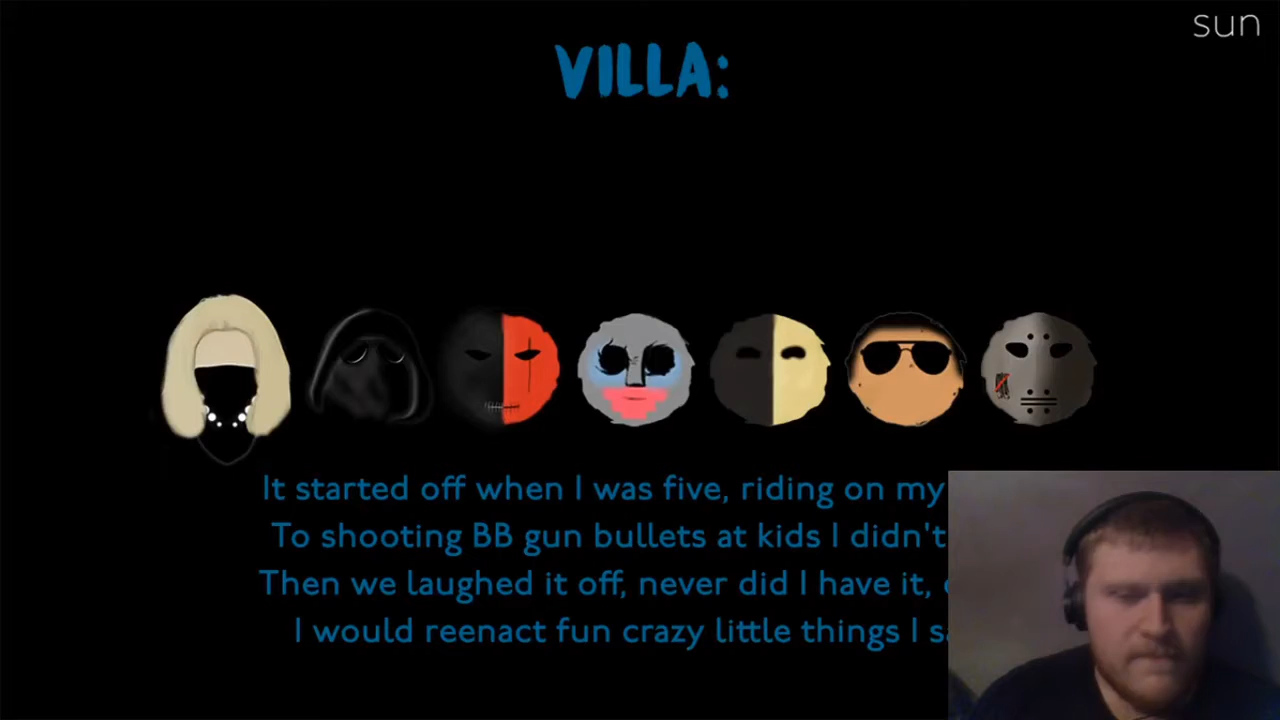 sun
VILLA:
It started off when I was five, riding on my
To shooting BB gun bullets at kids I didn't
Then we laughed it off, never did I have it,
I would reenact fun crazy little things I